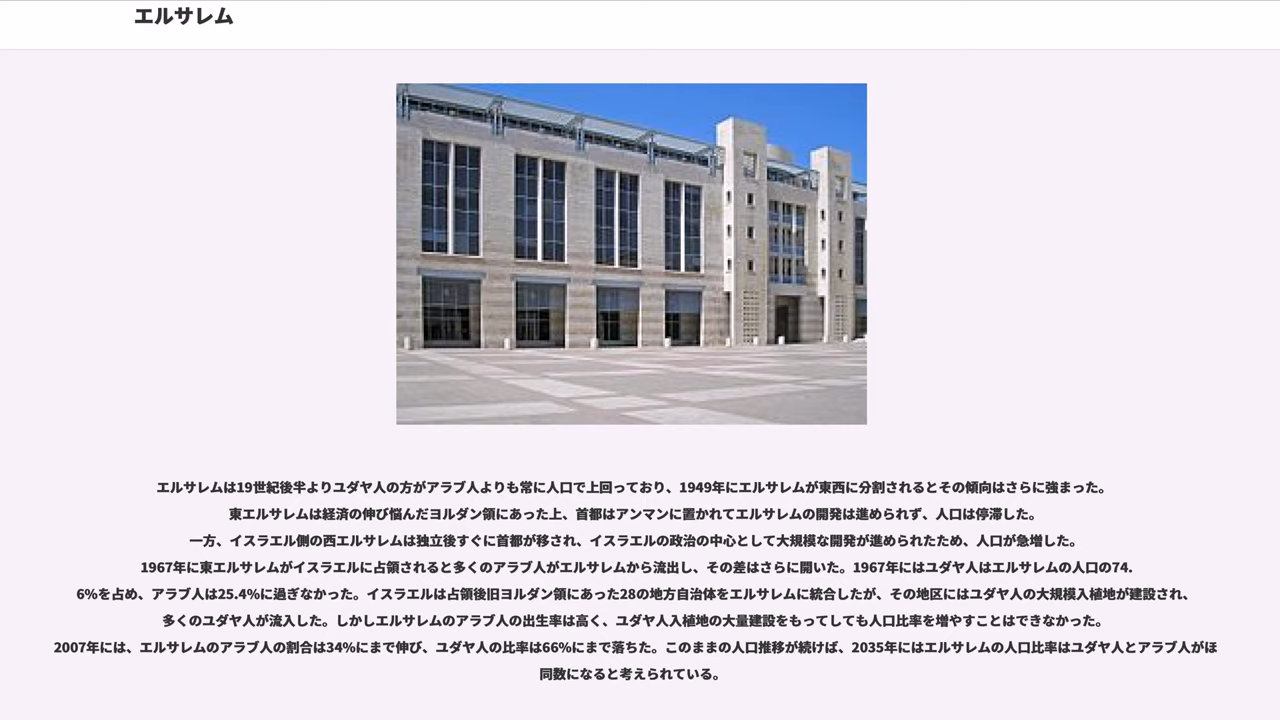 エルサレム
エルサレムは19世紀後半よりユダヤ人の方がアラブ人よりも常に人口で上回っており、1949年にエルサレムが東西に分割されるとその傾向はさらに強まった。
東エルサレムは経済の伸び悩んだヨルダン領にあった上、首都はアンマンに置かれてエルサレムの開発は進められず、人口は停滞した。
一方、イスラエル側の西エルサレムは独立後すぐに首都が移され、イスラエルの政治の中心として大規模な開発が進められたため、人口が急増した。
1967年に東エルサレムがイスラエルに占領されると多くのアラブ人がエルサレムから流出し、その差はさらに開いた。1967年にはユダヤ人はエルサレムの人口の74.
6%を占め、アラブ人は25.4%に過ぎなかった。イスラエルは占領後旧ヨルダン領にあった28の地方自治体をエルサレムに統合したが、その地区にはユダヤ人の大規模入植地が建設され、
多くのユダヤ人が流入した。しかしエルサレムのアラブ人の出生率は高く、ユダヤ人入植地の大量建設をもってしても人口比率を増やすことはできなかった。
2007年には、エルサレムのアラブ人の割合は34%にまで伸び、ユダヤ人の比率は66%にまで落ちた。このままの人口推移が続けば、2035年にはエルサレムの人口比率はユダヤ人とアラブ人がほ
同数になると考えられている。